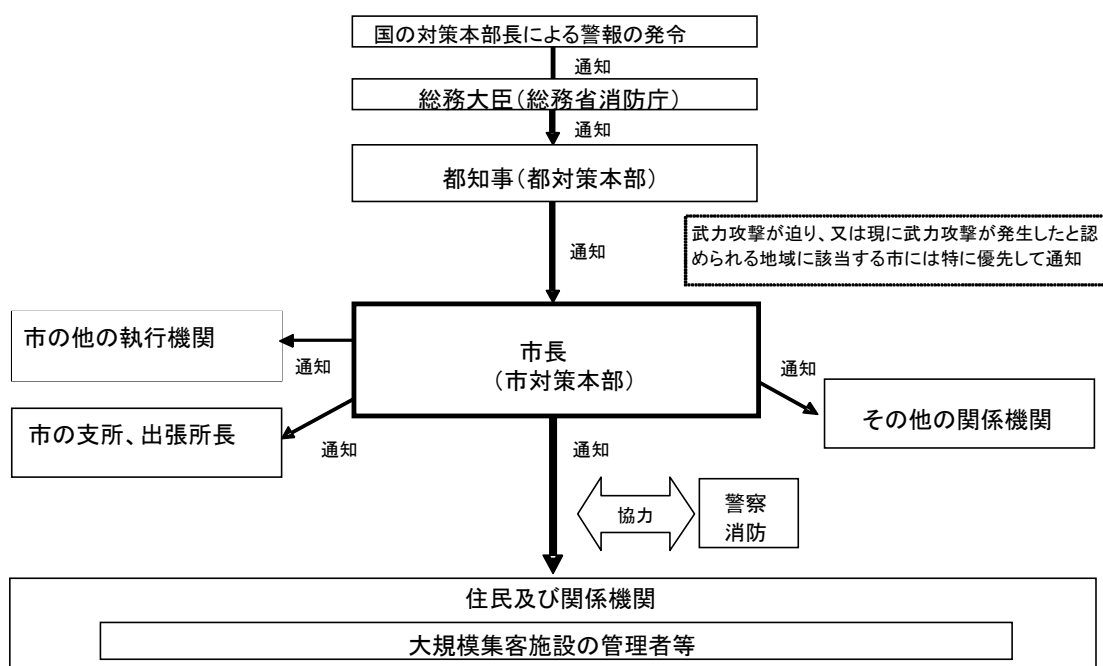 国の対策本部長による警報の発令
通知
総務大臣（総務省消防庁）
通知
都知事（都対策本部）
通知
武力攻撃が迫り、又は現に武力攻撃が発生したと認
められる地域に該当する市には特に優先して通知
市の他の執行機関
通知
市長
（市対策本部）
通知
その他の関係機関
市の支所、出張所長
通知
通知
協力
警察
消防
住民及び関係機関
大規模集客施設の管理者等